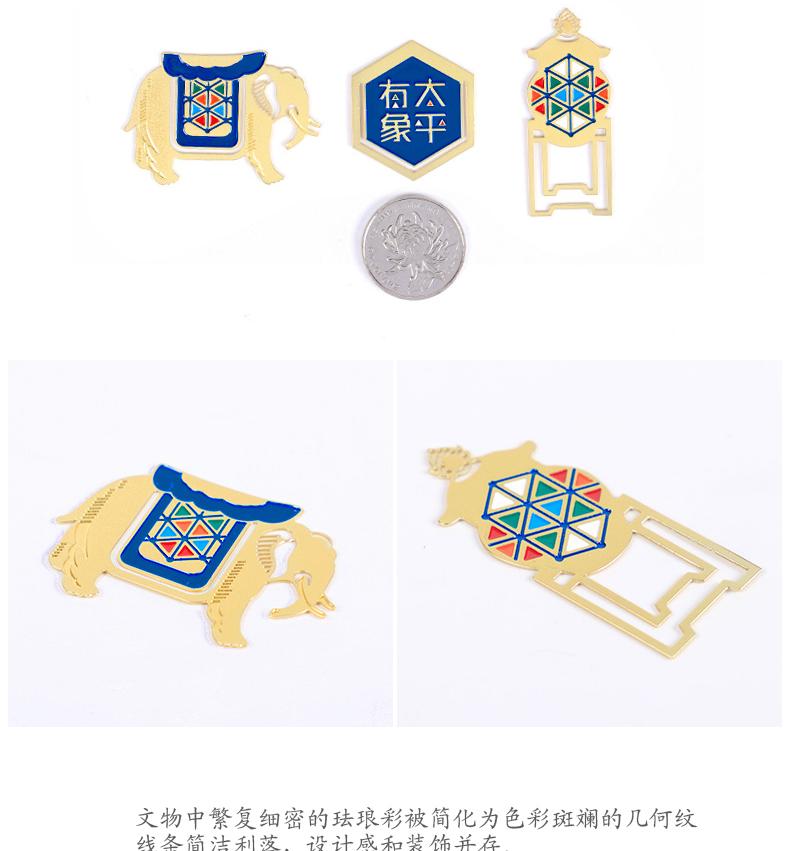 太平
有象
文物中繁复细密的珐琅彩被简化为色彩斑斓的几何纹
线条简洁利落，设计感和装饰并存。